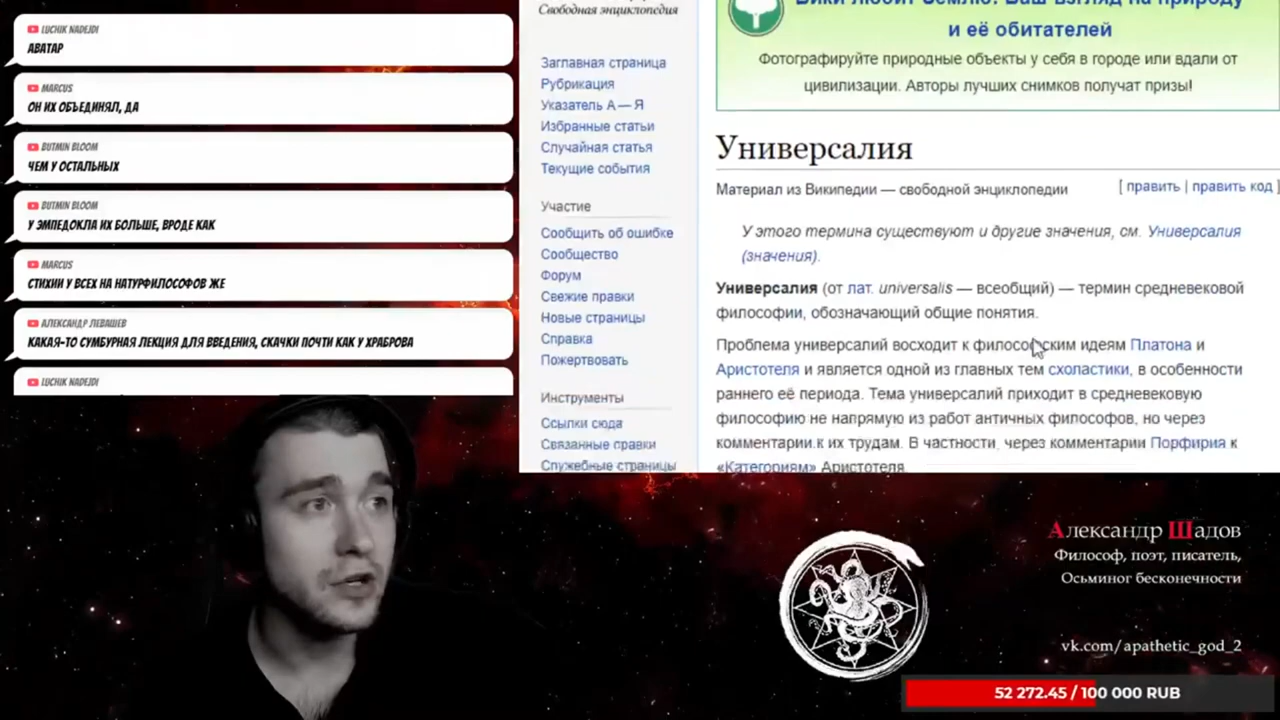 LUCHIK NADEJDI
АВАТАР
MARCUS
ОН ИХ ОБЪЕДИНЯЛ, ДА
BUTMIN BLOOM
ЧЕМ У ОСТАЛЬНЫХ
BUTMIN BLOOM
У ЭМПЕДОКЛА ИХ БОЛЬШЕ, ВРОДЕ КАК
MARCUS
СТИХИИ У ВСЕХ НА НАТУРФИЛОСОФОВ ЖЕ
АЛЕКСАНДР ЛЕВАШЕВ
КАКАЯ-ТО СУМБУРНАЯ ЛЕКЦИЯ ДЛЯ ВВЕДЕНИЯ, СКАЧКИ ПОЧТИ КАК У ХРАБРОВА
LUCHIK NADEJDI
Свободная энциклопедия
Заглавная страница
Рубрикация
Указатель А — Я
Избранные статьи
Случайная статья
Текущие события
Участие
Сообщить об ошибке
Сообщество
Форум
Свежие правки
Новые страницы
Справка
Пожертвовать
Инструменты
Ссылки сюда
Связанные правки
Служебные страницы
Вики любит Землю: Ваш взгляд на природу
и её обитателей
Фотографируйте природные объекты у себя в городе или вдали от
цивилизации. Авторы лучших снимков получат призы!
Универсалия
Материал из Википедии — свободной энциклопедии
[ править | править код ]
У этого термина существуют и другие значения, см. Универсалия
(значения).
Универсалия (от лат. universalis — всеобщий) — термин средневековой
философии, обозначающий общие понятия.
Проблема универсалий восходит к философским идеям Платона и
Аристотеля и является одной из главных тем схоластики, в особенности
раннего её периода. Тема универсалий приходит в средневековую
философию не напрямую из работ античных философов, но через
комментарии к их трудам. В частности, через комментарии Порфирия к
«Категориям» Аристотеля
Александр Шадов
Философ, поэт, писатель,
Осьминог бесконечности
vk.com/apathetic_god_2
52 272.45 / 100 000 RUB